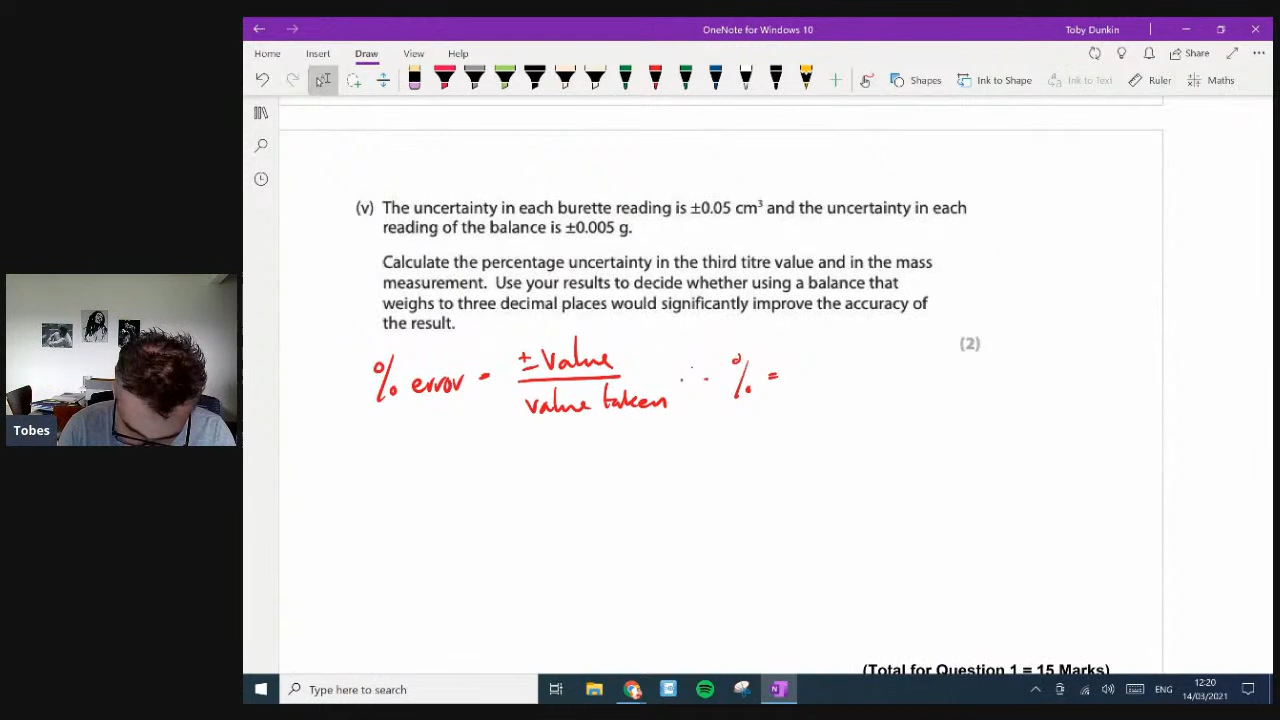 OneNote for Windows 10
Toby Dunkin
Home Insert Draw View Help
Share
Shapes Ink to Shape Ink to Text Ruler Maths
(v) The uncertainty in each burette reading is ±0.05 cm³ and the uncertainty in each
reading of the balance is ±0.005 g.
Calculate the percentage uncertainty in the third titre value and in the mass
measurement. Use your results to decide whether using a balance that
weighs to three decimal places would significantly improve the accuracy of
the result.
(2)
% error = ± value / value taken ∴ % =
Tobes
(Total for Question 1 = 15 Marks)
Type here to search
ENG
12:20
14/03/2021